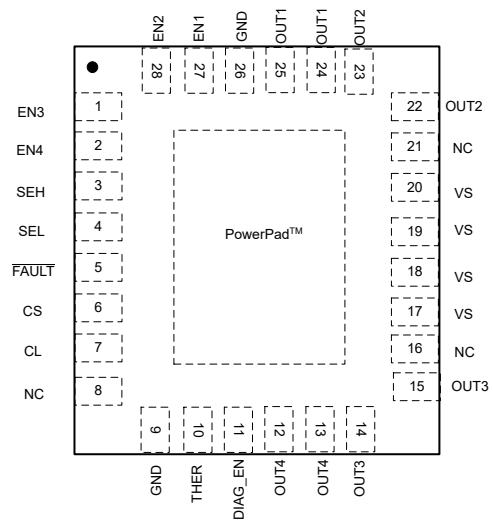 EN2 EN1 GND OUT1 OUT1 OUT2
28 27 26 25 24 23
EN3 1
EN4 2
SEH 3
SEL 4
FAULT 5
CS 6
CL 7
NC 8
PowerPad™
22 OUT2
21 NC
20 VS
19 VS
18 VS
17 VS
16 NC
15 OUT3
9 10 11 12 13 14
GND THER DIAG_EN OUT4 OUT4 OUT3